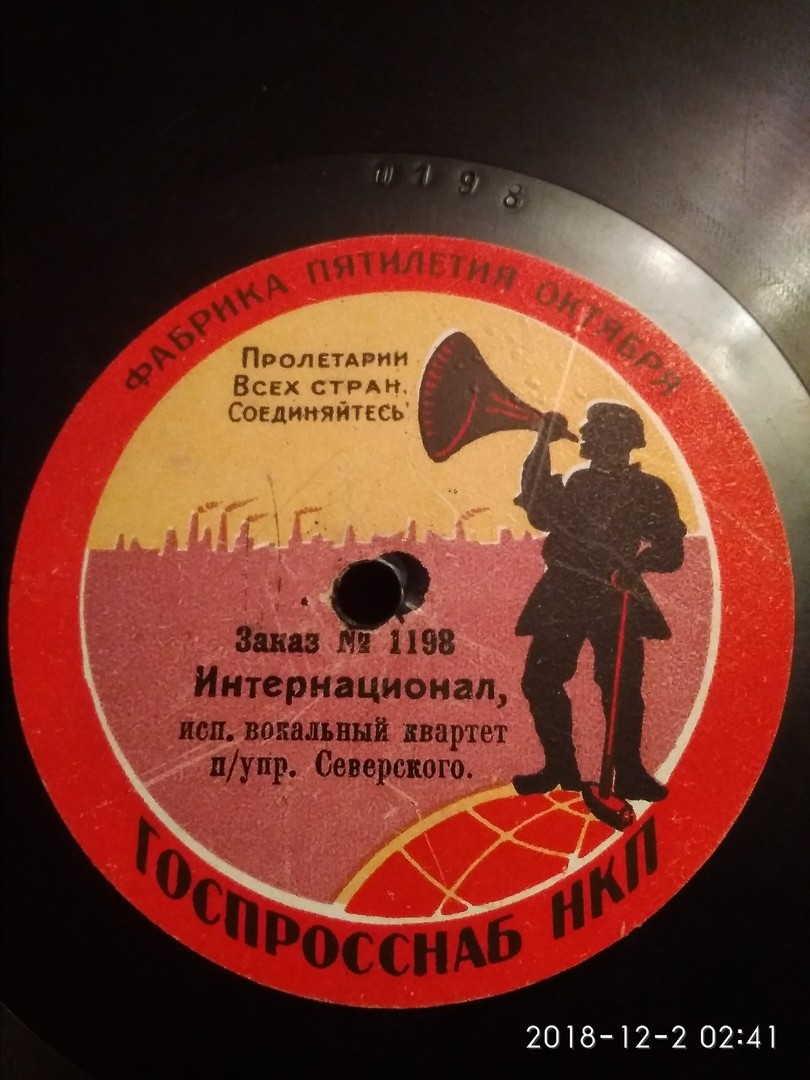 1198
ФАБРИКА ПЯТИЛЕТИЯ ОКТЯБРЯ
ПРОЛЕТАРИИ
ВСЕХ СТРАН,
СОЕДИНЯЙТЕСЬ!
Заказ № 1198
Интернационал,
исп. вокальный квартет
п/упр. Северского.
ГОСПРОССНАБ НКП
2018-12-2 02:41